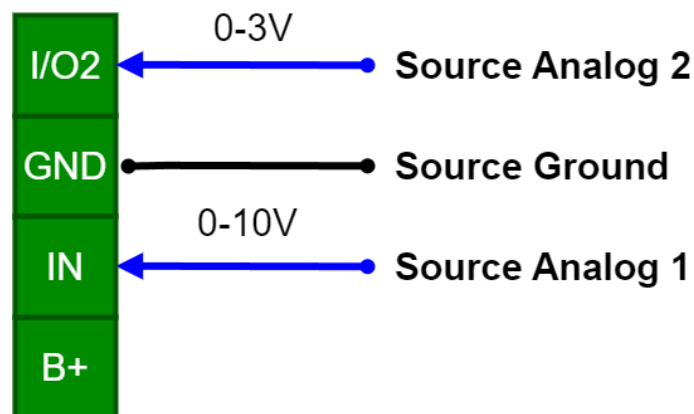 0-3V
I/O2 Source Analog 2
GND Source Ground
0-10V
IN Source Analog 1
B+